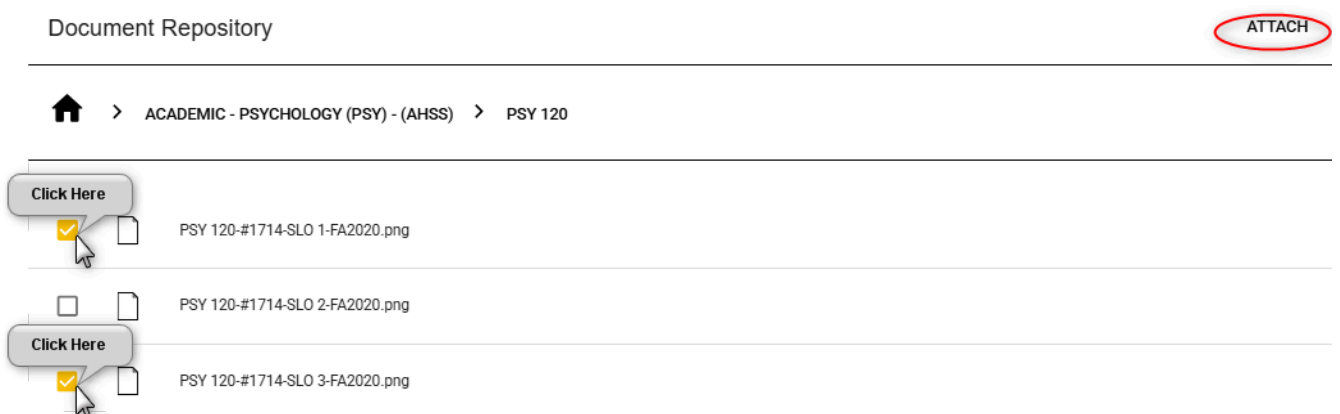 Document Repository
ATTACH
ACADEMIC - PSYCHOLOGY (PSY) - (AHSS) > PSY 120
Click Here
PSY 120-#1714-SLO 1-FA2020.png
PSY 120-#1714-SLO 2-FA2020.png
Click Here
PSY 120-#1714-SLO 3-FA2020.png